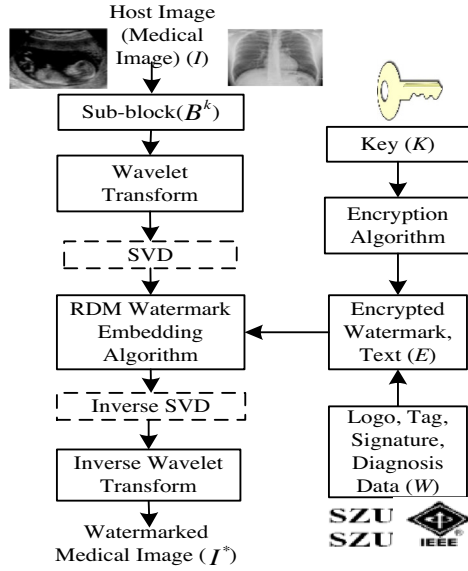 Host Image
(Medical
Image) (I)
Sub-block(B^k)
Wavelet
Transform
SVD
RDM Watermark
Embedding
Algorithm
Inverse SVD
Inverse Wavelet
Transform
Watermarked
Medical Image (I*)
Key (K)
Encryption
Algorithm
Encrypted
Watermark,
Text (E)
Logo, Tag,
Signature,
Diagnosis
Data (W)
SZU
SZU
IEEE®